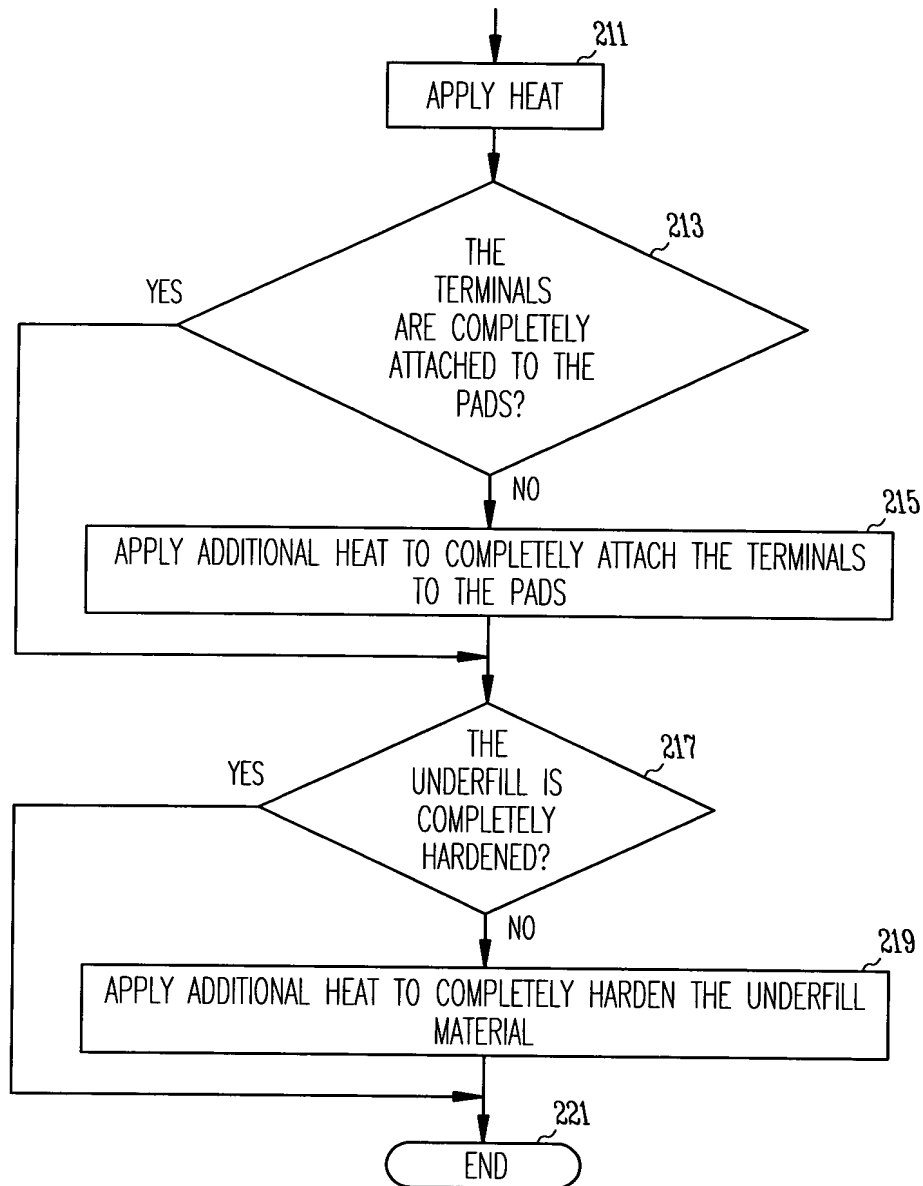 211
APPLY HEAT
213
THE
TERMINALS
ARE COMPLETELY
ATTACHED TO THE
PADS?
YES
NO
215
APPLY ADDITIONAL HEAT TO COMPLETELY ATTACH THE TERMINALS
TO THE PADS
217
THE
UNDERFILL IS
COMPLETELY
HARDENED?
YES
NO
219
APPLY ADDITIONAL HEAT TO COMPLETELY HARDEN THE UNDERFILL
MATERIAL
221
END